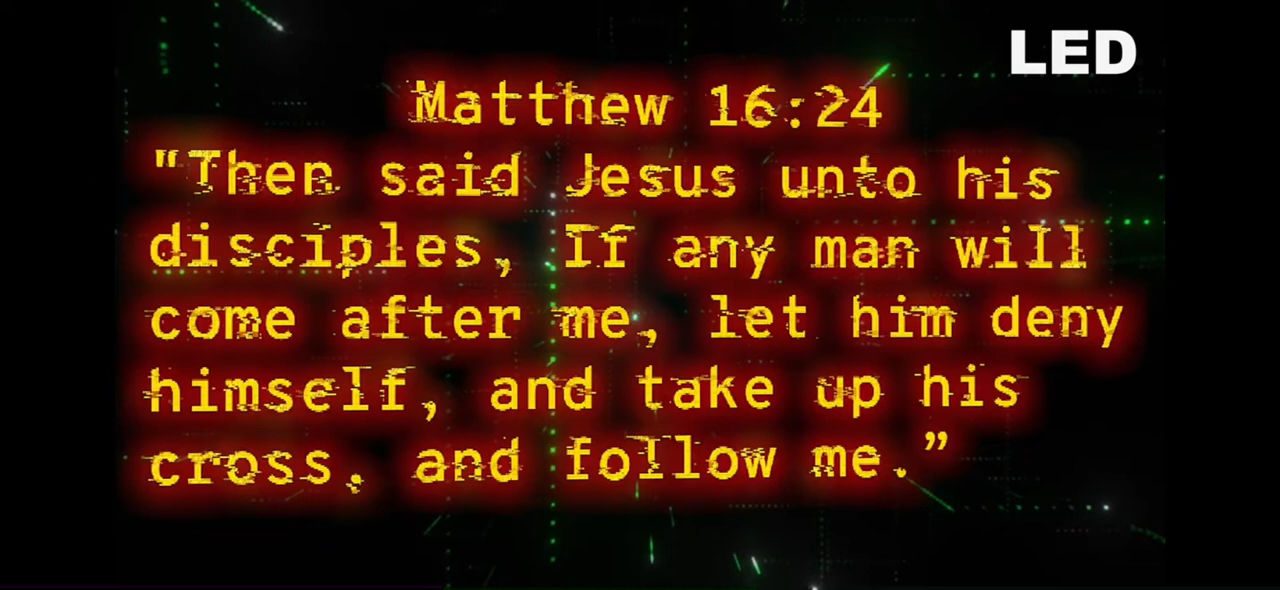 LED
Matthew 16:24
"Then said Jesus unto his
disciples, If any man will
come after me, let him deny
himself, and take up his
cross, and follow me.”